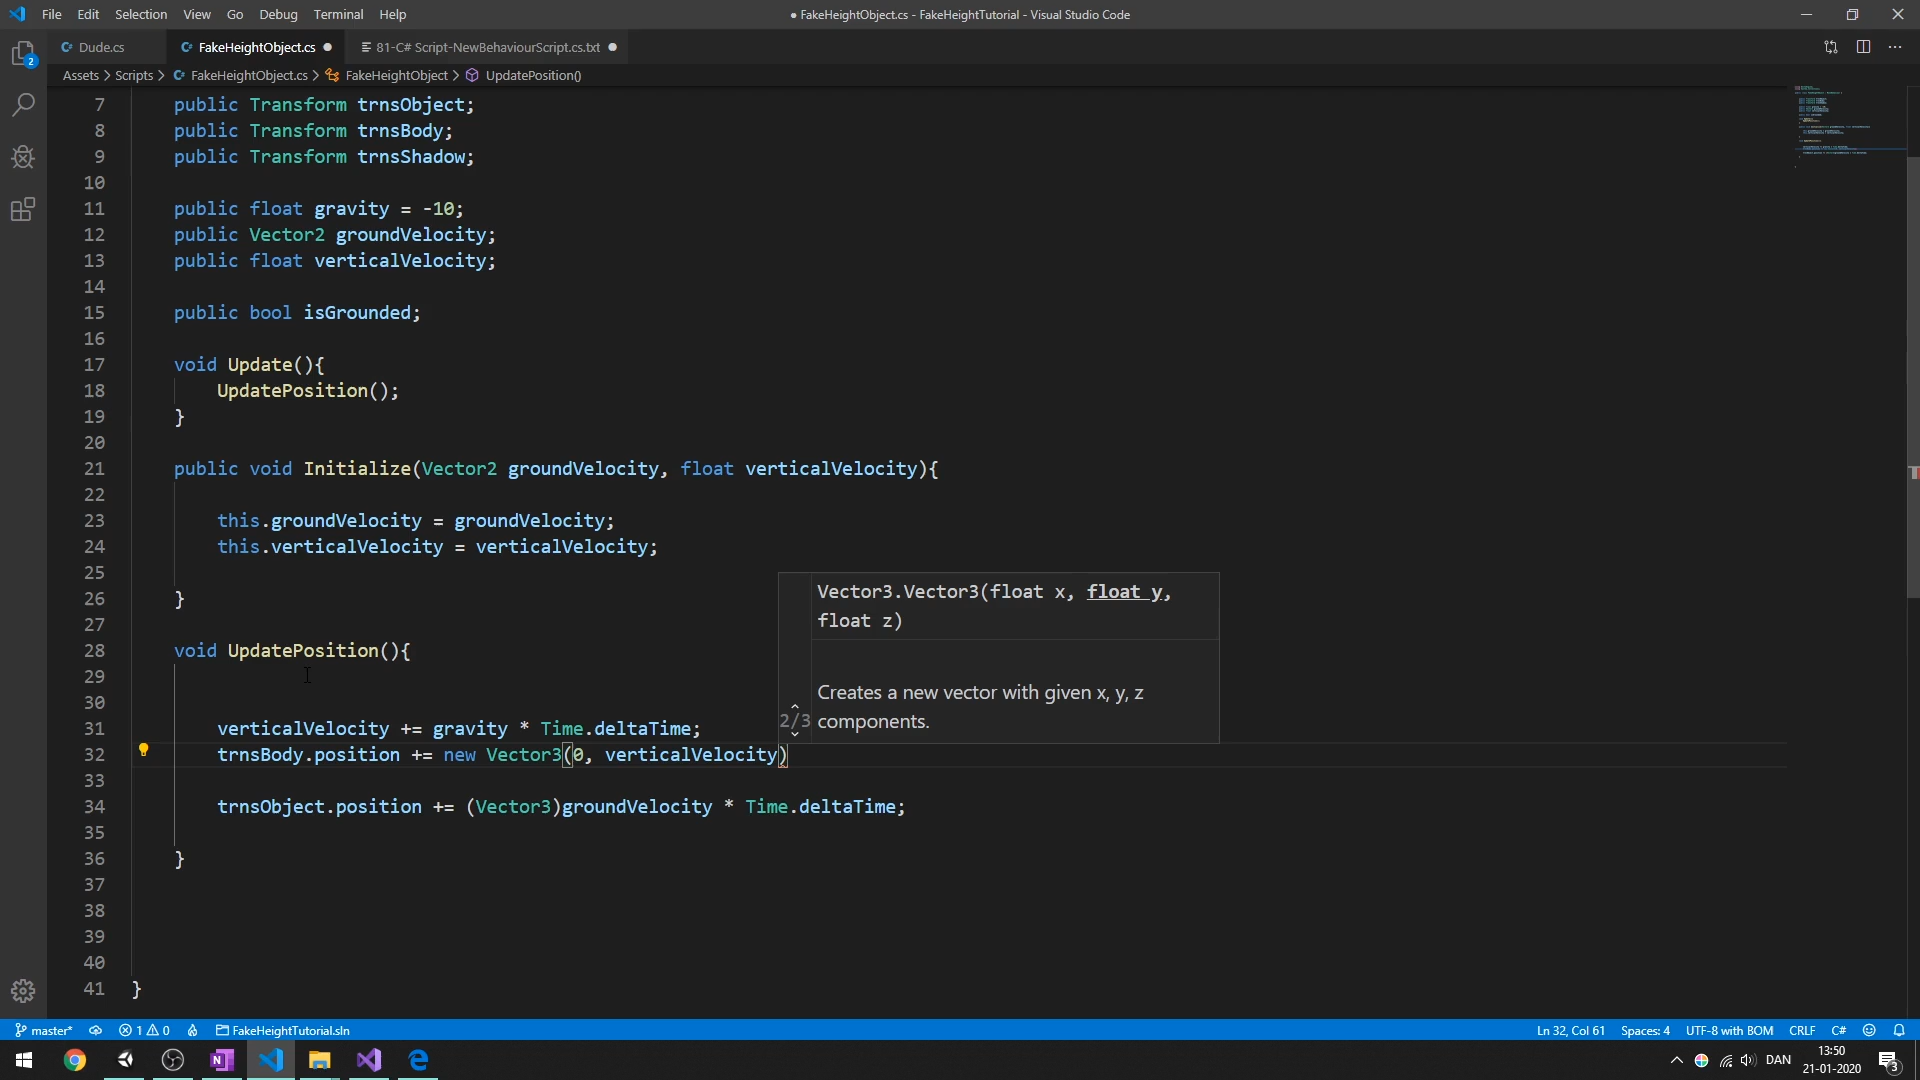 File Edit Selection View Go Debug Terminal Help
● FakeHeightObject.cs - FakeHeightTutorial - Visual Studio Code
Dude.cs FakeHeightObject.cs ● 81-C# Script-NewBehaviourScript.cs.txt ●
Assets > Scripts > FakeHeightObject.cs > FakeHeightObject > UpdatePosition()
2
7 public Transform trnsObject;
8 public Transform trnsBody;
9 public Transform trnsShadow;
10
11 public float gravity = -10;
12 public Vector2 groundVelocity;
13 public float verticalVelocity;
14
15 public bool isGrounded;
16
17 void Update(){
18 UpdatePosition();
19 }
20
21 public void Initialize(Vector2 groundVelocity, float verticalVelocity){
22
23 this.groundVelocity = groundVelocity;
24 this.verticalVelocity = verticalVelocity;
25
26 }
27
28 void UpdatePosition(){
29
30
31 verticalVelocity += gravity * Time.deltaTime;
32 trnsBody.position += new Vector3(0, verticalVelocity)
33
34 trnsObject.position += (Vector3)groundVelocity * Time.deltaTime;
35
36 }
37
38
39
40
41 }
Vector3.Vector3(float x, float y,
float z)
Creates a new vector with given x, y, z
2/3 components.
master* 1 0 FakeHeightTutorial.sln Ln 32, Col 61 Spaces: 4 UTF-8 with BOM CRLF C#
DAN 13:50
21-01-2020
3